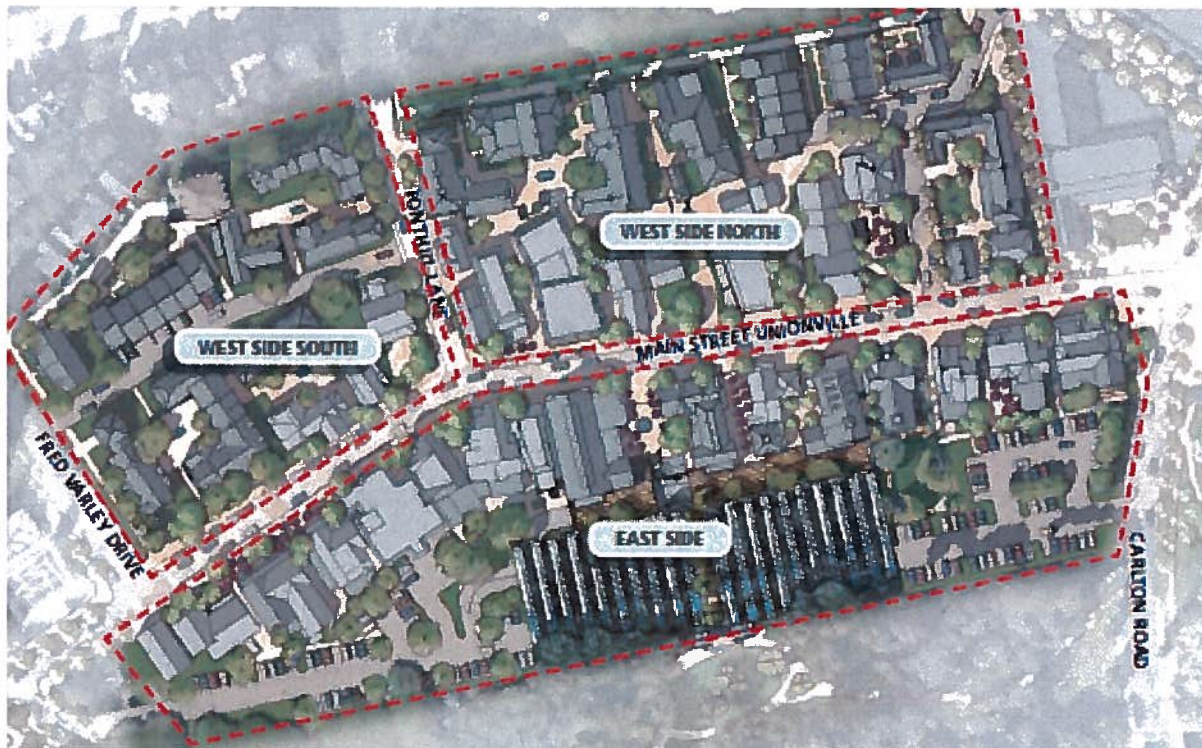 WEST SIDE NORTH
FONTHILL LANE
MAIN STREET UNIONVILLE
WEST SIDE SOUTH
FRED VARLEY DRIVE
EAST SIDE
CARLTON ROAD